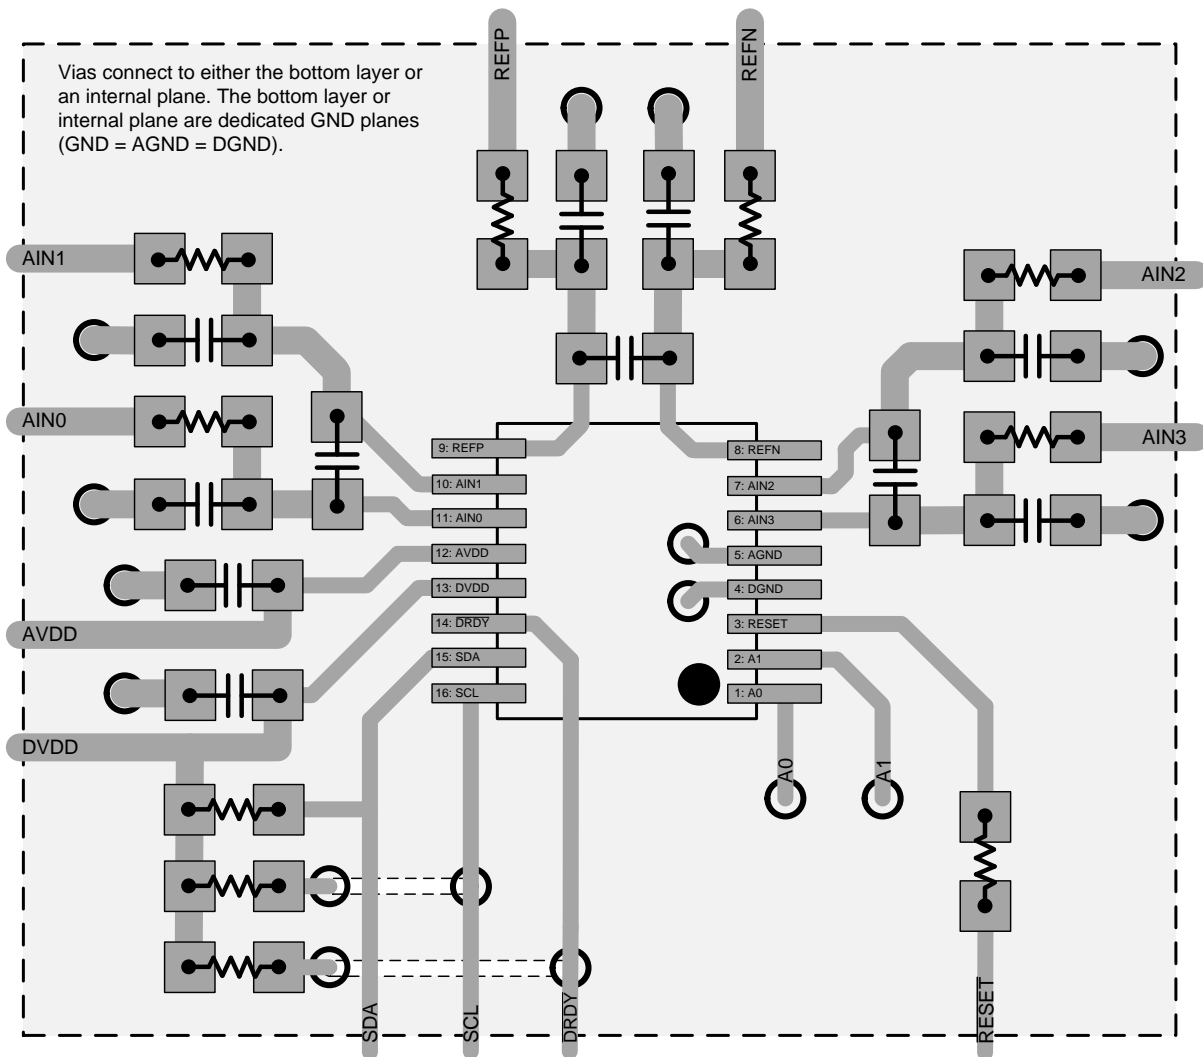 REFP
REFN
Vias connect to either the bottom layer or
an internal plane. The bottom layer or
internal plane are dedicated GND planes
(GND = AGND = DGND).
AIN1
AIN2
AIN0
AIN3
9: REFP
8: REFN
10: AIN1
7: AIN2
11: AIN0
6: AIN3
12: AVDD
5: AGND
13: DVDD
4: DGND
14: D̅R̅D̅Y̅
3: RESET
AVDD
15: SDA
2: A1
16: SCL
1: A0
DVDD
A0
A1
SDA
SCL
D̅R̅D̅Y̅
R̅E̅S̅E̅T̅